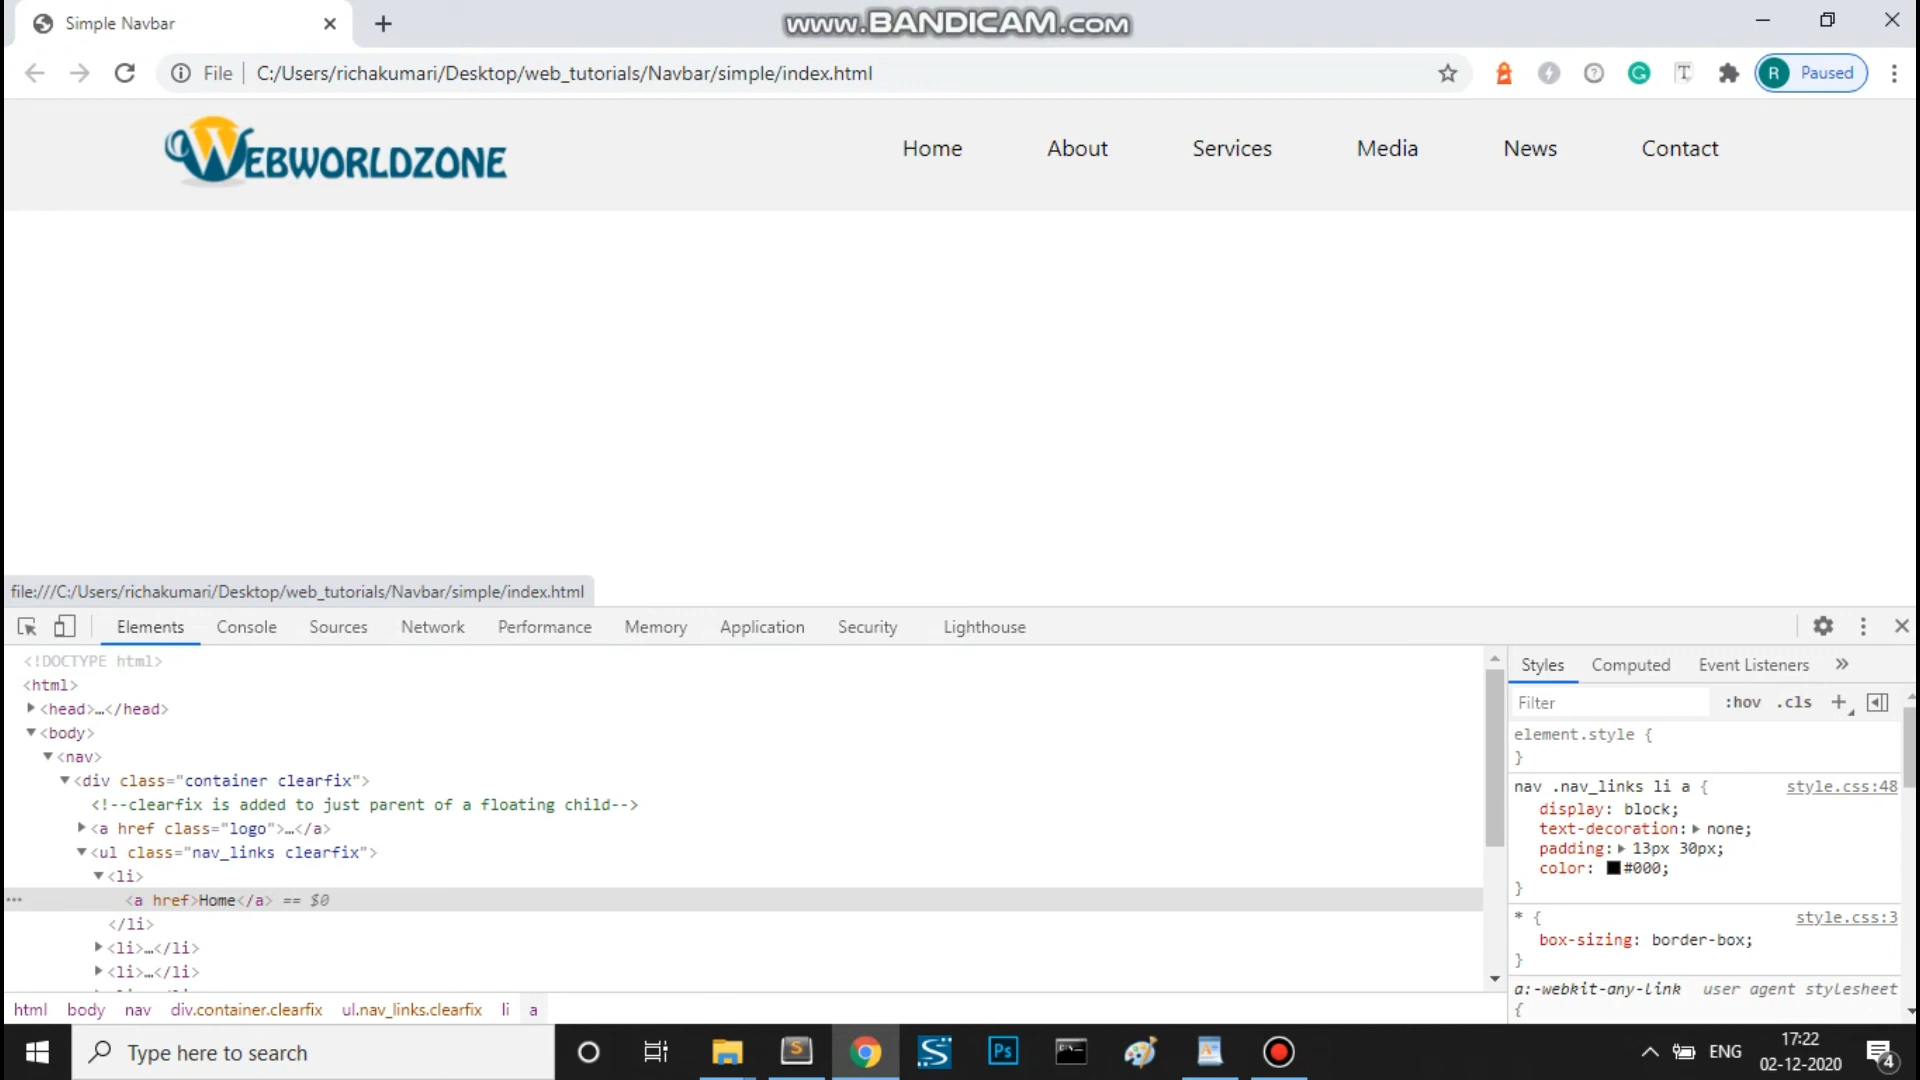 Simple Navbar
www.BANDICAM.com
File
C:/Users/richakumari/Desktop/web_tutorials/Navbar/simple/index.html
R Paused
WEBWORLDZONE
Home About Services Media News Contact
file:///C:/Users/richakumari/Desktop/web_tutorials/Navbar/simple/index.html
Elements Console Sources Network Performance Memory Application Security Lighthouse
<!DOCTYPE html>
<html>
<head>…</head>
<body>
<nav>
<div class="container clearfix">
<!--clearfix is added to just parent of a floating child-->
<a href class="logo">…</a>
<ul class="nav_links clearfix">
<li>
<a href>Home</a> == $0
</li>
<li>…</li>
<li>…</li>
html body nav div.container.clearfix ul.nav_links.clearfix li a
Styles Computed Event Listeners
Filter :hov .cls
element.style {
}
nav .nav_links li a { style.css:48
display: block;
text-decoration: none;
padding: 13px 30px;
color: #000;
}
* { style.css:3
box-sizing: border-box;
}
a:-webkit-any-link user agent stylesheet
{
Type here to search
S
Ps
ENG
17:22
02-12-2020
4